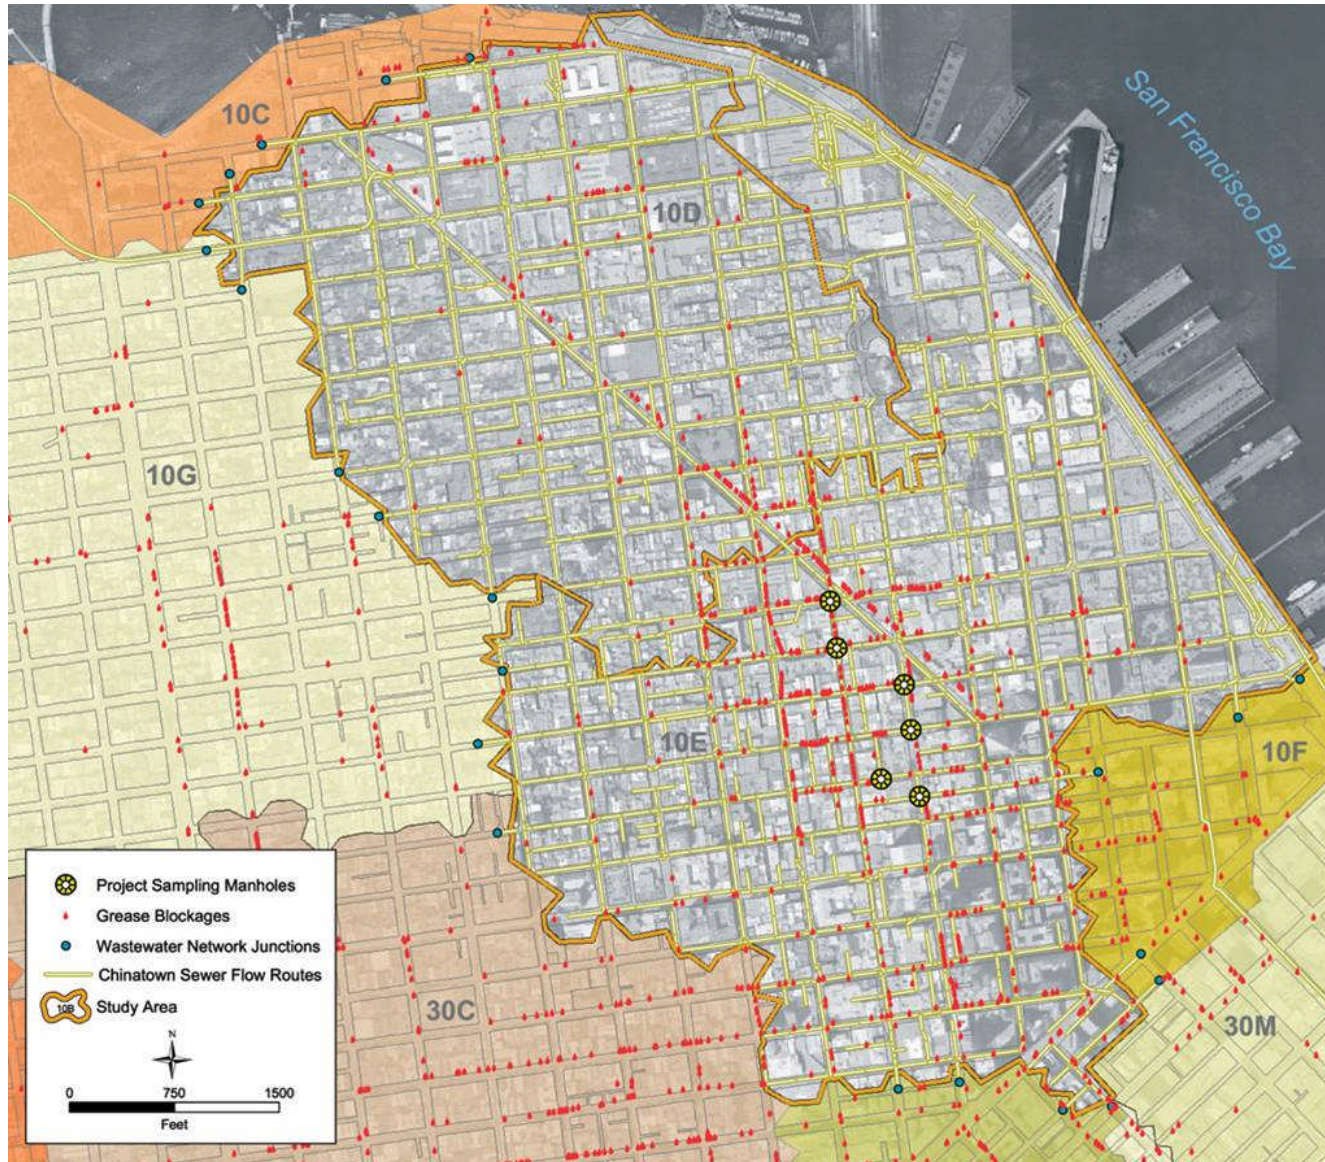 San Francisco Bay
10C
10D
10G
10E
10F
30C
30M
Project Sampling Manholes
Grease Blockages
Wastewater Network Junctions
Chinatown Sewer Flow Routes
10B
Study Area
N
0 750 1500
Feet